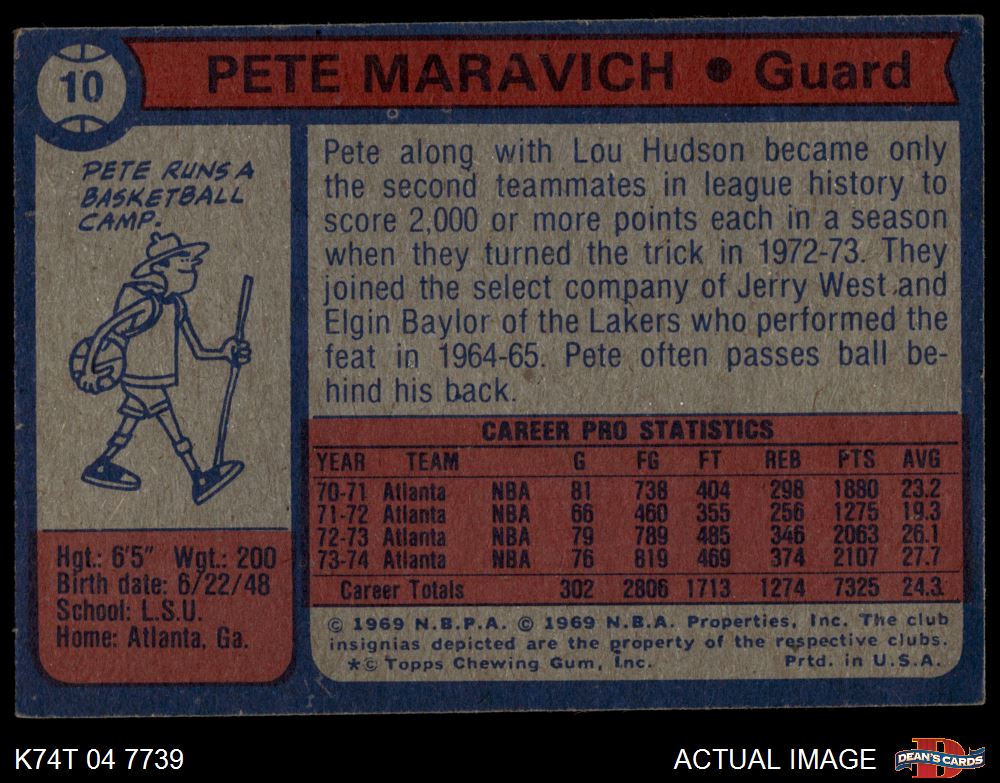 10
PETE MARAVICH • Guard
PETE RUNS A
BASKETBALL
CAMP.
Hgt.: 6'5" Wgt.: 200
Birth date: 6/22/48
School: L.S.U.
Home: Atlanta, Ga.
Pete along with Lou Hudson became only
the second teammates in league history to
score 2,000 or more points each in a season
when they turned the trick in 1972-73. They
joined the select company of Jerry West and
Elgin Baylor of the Lakers who performed the
feat in 1964-65. Pete often passes ball be-
hind his back.
CAREER PRO STATISTICS
YEAR TEAM G FG FT REB PTS AVG
70-71 Atlanta NBA 81 738 404 298 1880 23.2
71-72 Atlanta NBA 66 460 355 256 1275 19.3
72-73 Atlanta NBA 79 789 485 346 2063 26.1
73-74 Atlanta NBA 76 819 469 374 2107 27.7
Career Totals 302 2806 1713 1274 7325 24.3
© 1969 N.B.P.A. © 1969 N.B.A. Properties, Inc. The club
insignias depicted are the property of the respective clubs.
*© Topps Chewing Gum, Inc. Prtd. in U.S.A.
K74T 04 7739 ACTUAL IMAGE DEAN'S CARDS